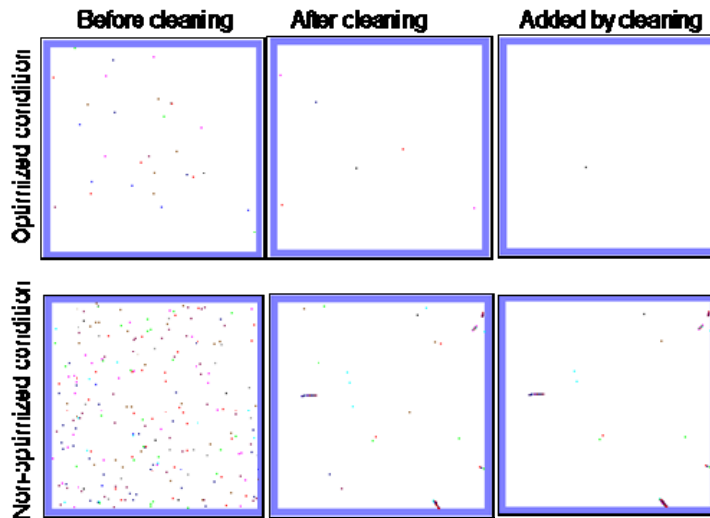 Before cleaning
After cleaning
Added by cleaning
Optimized condition
Non-optimized condition